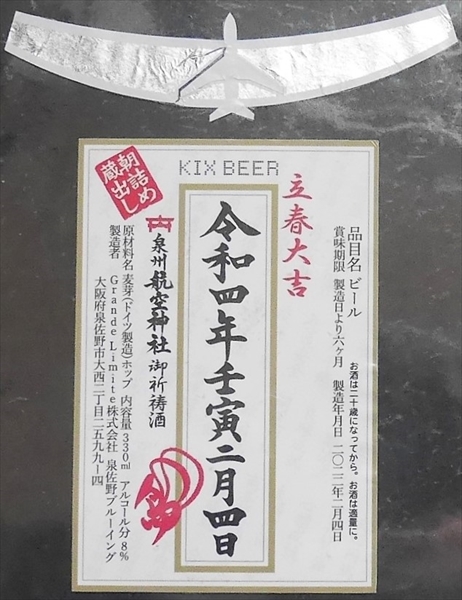 KIX BEER
品目名 ビール
賞味期限 製造日より六ヶ月 製造年月日 二〇二二年二月四日
お酒は二十歳になってから。お酒は適量に。
立春大吉
令和四年壬寅二月四日
朝詰め
蔵出し
泉州航空神社 御祈祷酒
原材料名 麦芽(ドイツ製造)ホップ 内容量330ml アルコール分8%
製造者 Grande Limite株式会社 泉佐野ブルーイング
大阪府泉佐野市大西二丁目二五九九ー四